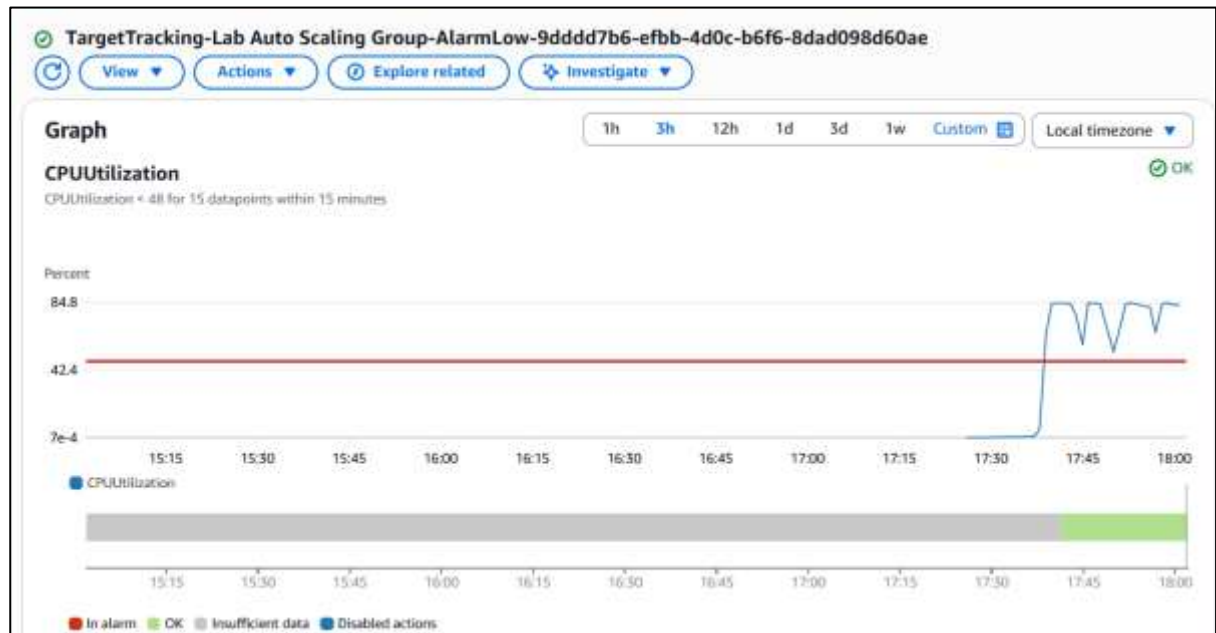 TargetTracking-Lab Auto Scaling Group-AlarmLow-9dddd7b6-efbb-4d0c-b6f6-8dad098d60ae
View Actions Explore related Investigate
Graph 1h 3h 12h 1d 3d 1w Custom Local timezone
CPUUtilization OK
CPUUtilization < 48 for 15 datapoints within 15 minutes
Percent
84.8
42.4
7e-4
15:15 15:30 15:45 16:00 16:15 16:30 16:45 17:00 17:15 17:30 17:45 18:00
CPUUtilization
15:15 15:30 15:45 16:00 16:15 16:30 16:45 17:00 17:15 17:30 17:45 18:00
In alarm OK Insufficient data Disabled actions